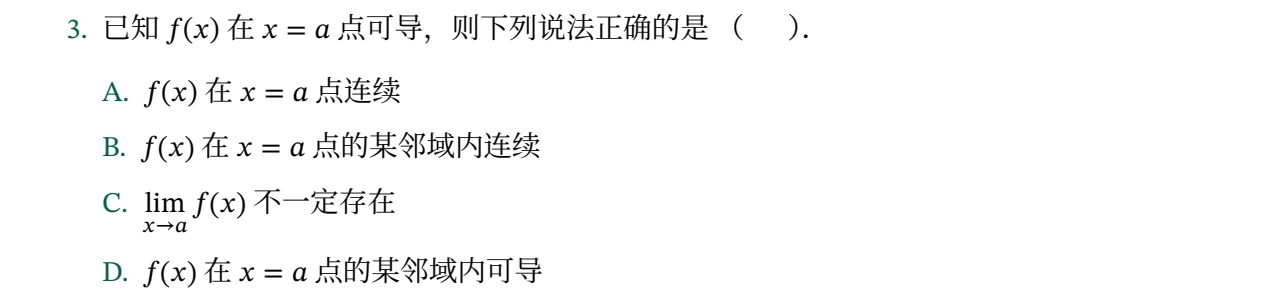 3. 已知 f(x) 在 x = a 点可导，则下列说法正确的是（ ）.
A. f(x) 在 x = a 点连续
B. f(x) 在 x = a 点的某邻域内连续
C. lim f(x) 不一定存在
x→a
D. f(x) 在 x = a 点的某邻域内可导